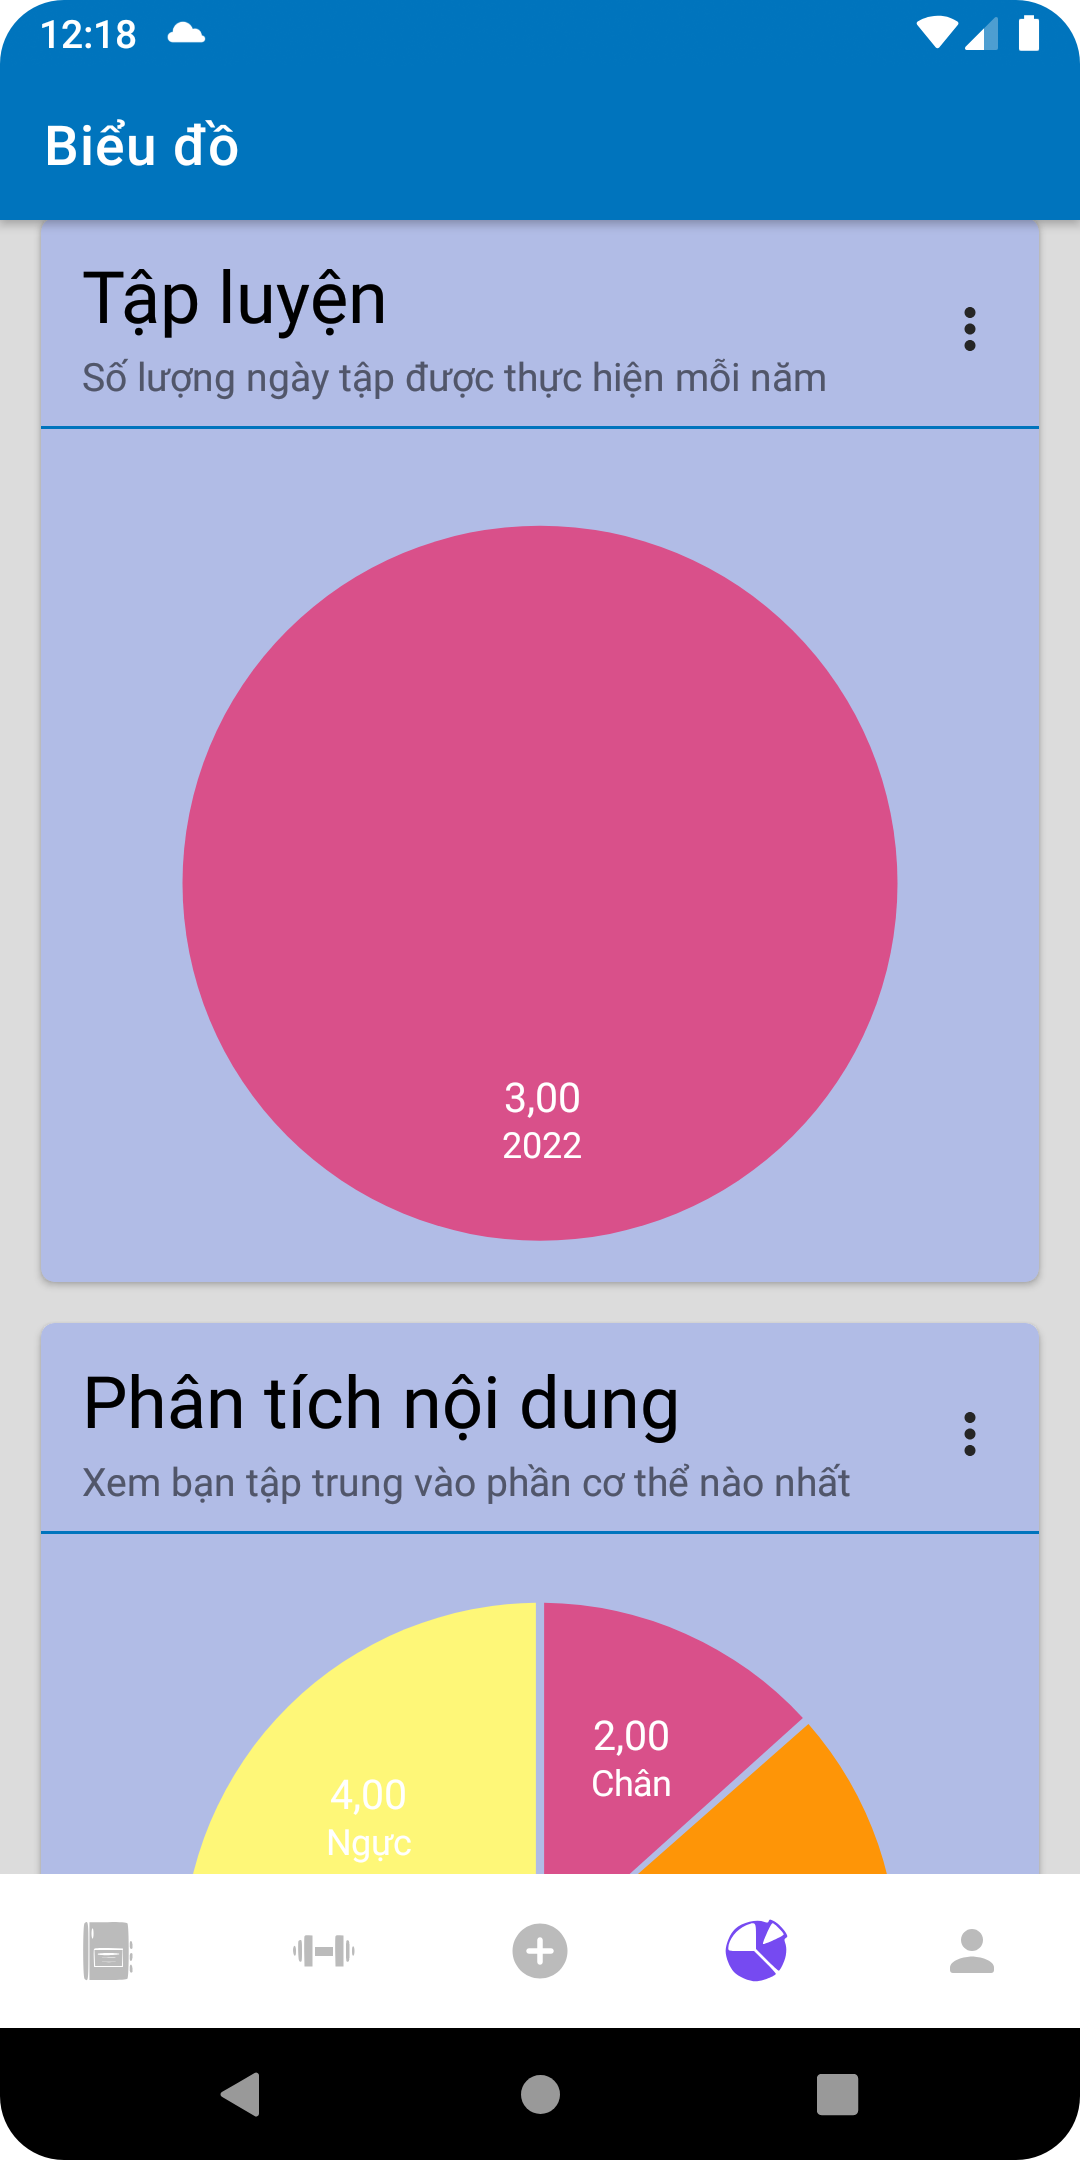 12:18
Biểu đồ
Tập luyện
Số lượng ngày tập được thực hiện mỗi năm
3,00
2022
Phân tích nội dung
Xem bạn tập trung vào phần cơ thể nào nhất
2,00
Chân
4,00
Ngực